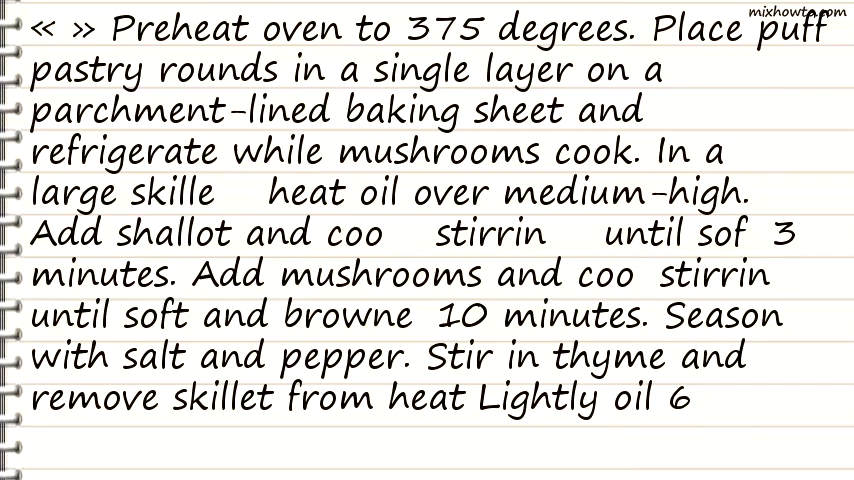 mixhowto.com
« » Preheat oven to 375 degrees. Place puff
pastry rounds in a single layer on a
parchment-lined baking sheet and
refrigerate while mushrooms cook. In a
large skille heat oil over medium-high.
Add shallot and coo stirrin until sof 3
minutes. Add mushrooms and coo stirrin
until soft and browne 10 minutes. Season
with salt and pepper. Stir in thyme and
remove skillet from heat Lightly oil 6